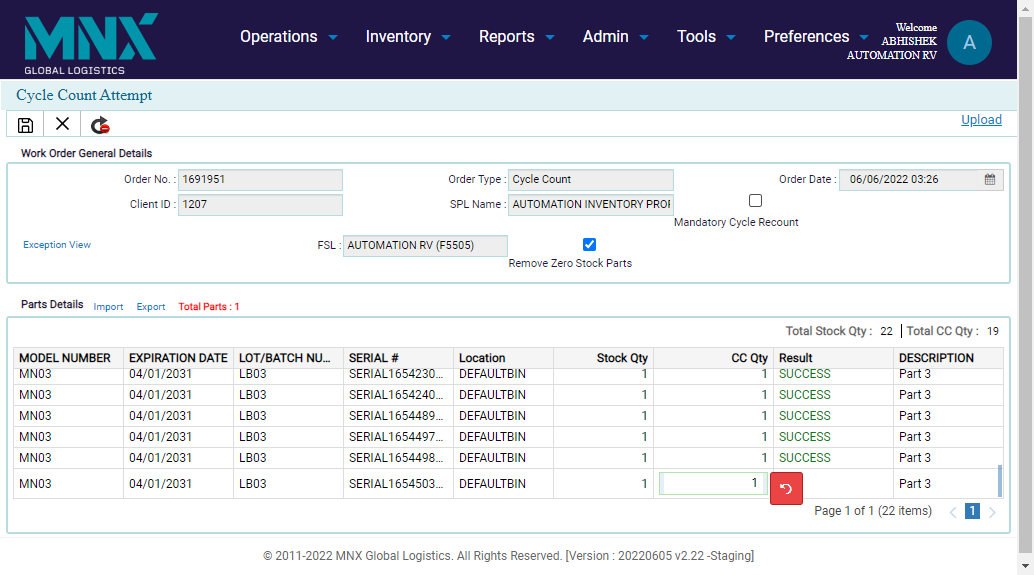 MNX
GLOBAL LOGISTICS
Operations Inventory Reports Admin Tools Preferences
Welcome
ABHISHEK
AUTOMATION RV
A
Cycle Count Attempt
Upload
Work Order General Details
Order No. : 1691951 Order Type : Cycle Count Order Date : 06/06/2022 03:26
Client ID : 1207 SPL Name : AUTOMATION INVENTORY PROF
Mandatory Cycle Recount
Exception View FSL : AUTOMATION RV (F5505)
Remove Zero Stock Parts
Parts Details Import Export Total Parts : 1
Total Stock Qty : 22 Total CC Qty : 19
MODEL NUMBER EXPIRATION DATE LOT/BATCH NU... SERIAL # Location Stock Qty CC Qty Result DESCRIPTION
MN03 04/01/2031 LB03 SERIAL1654230... DEFAULTBIN 1 1 SUCCESS Part 3
MN03 04/01/2031 LB03 SERIAL1654240... DEFAULTBIN 1 1 SUCCESS Part 3
MN03 04/01/2031 LB03 SERIAL1654489... DEFAULTBIN 1 1 SUCCESS Part 3
MN03 04/01/2031 LB03 SERIAL1654497... DEFAULTBIN 1 1 SUCCESS Part 3
MN03 04/01/2031 LB03 SERIAL1654498... DEFAULTBIN 1 1 SUCCESS Part 3
MN03 04/01/2031 LB03 SERIAL1654503... DEFAULTBIN 1 1 Part 3
Page 1 of 1 (22 items) 1
© 2011-2022 MNX Global Logistics. All Rights Reserved. [Version : 20220605 v2.22 -Staging]